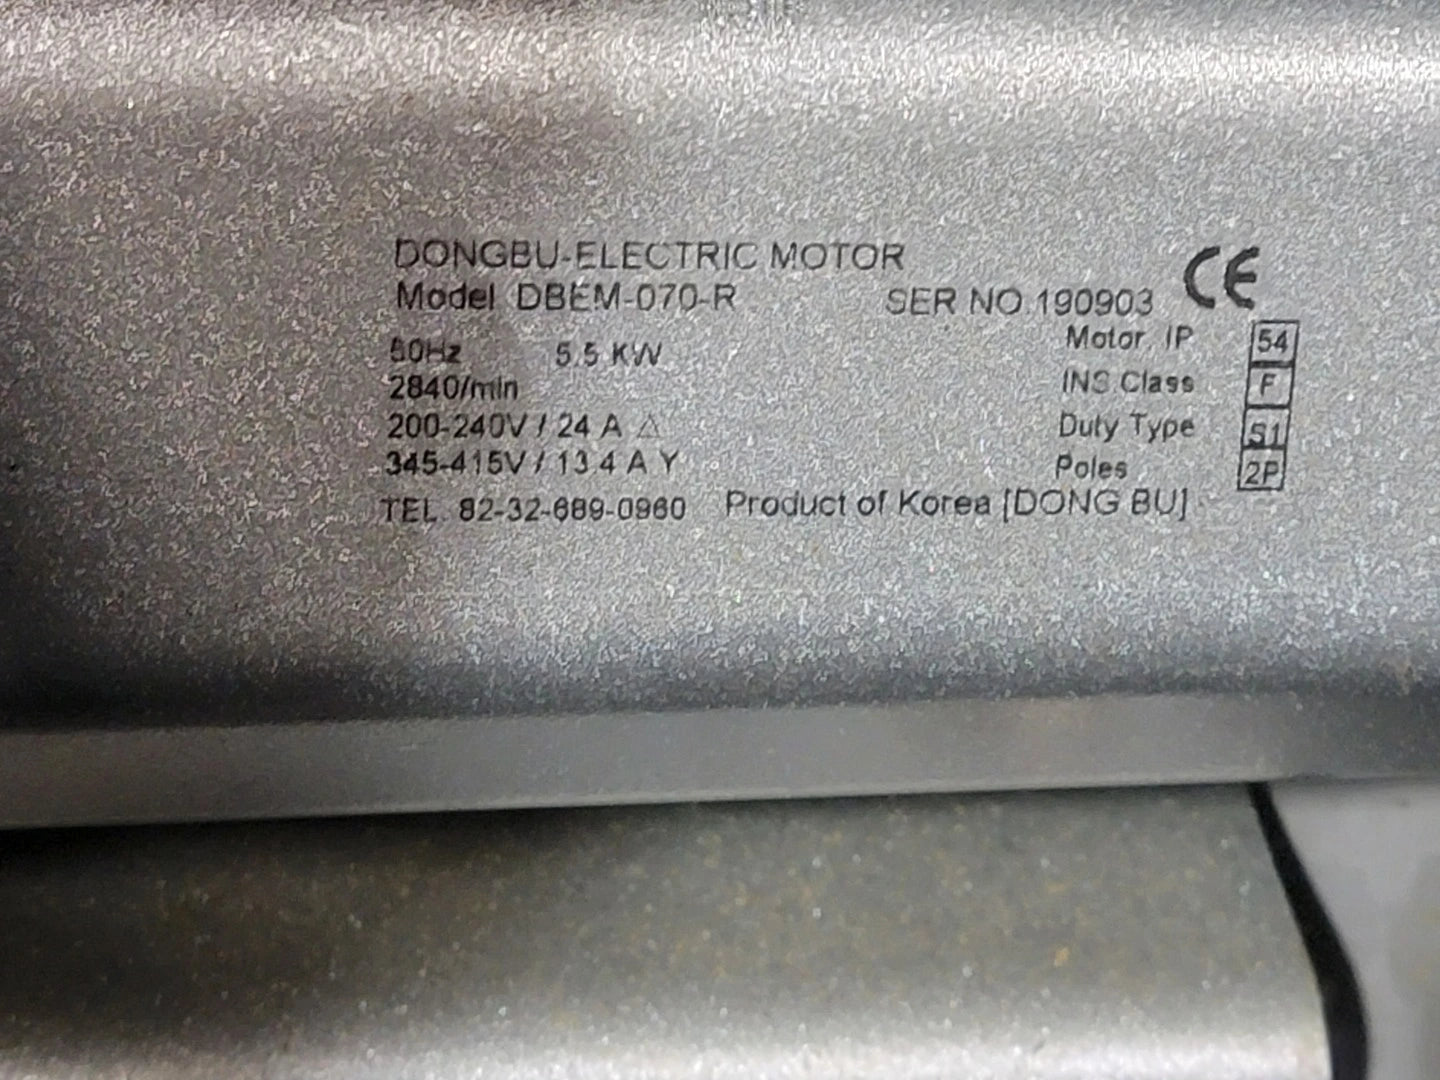 DONGBU-ELECTRIC MOTOR
Model DBEM-070-R SER NO.190903 CE
50Hz 5.5 KW Motor. IP 54
2840/min INS Class F
200-240V / 24 A △ Duty Type S1
345-415V / 13.4 A Y Poles 2P
TEL. 82-32-689-0960 Product of Korea [DONG BU]